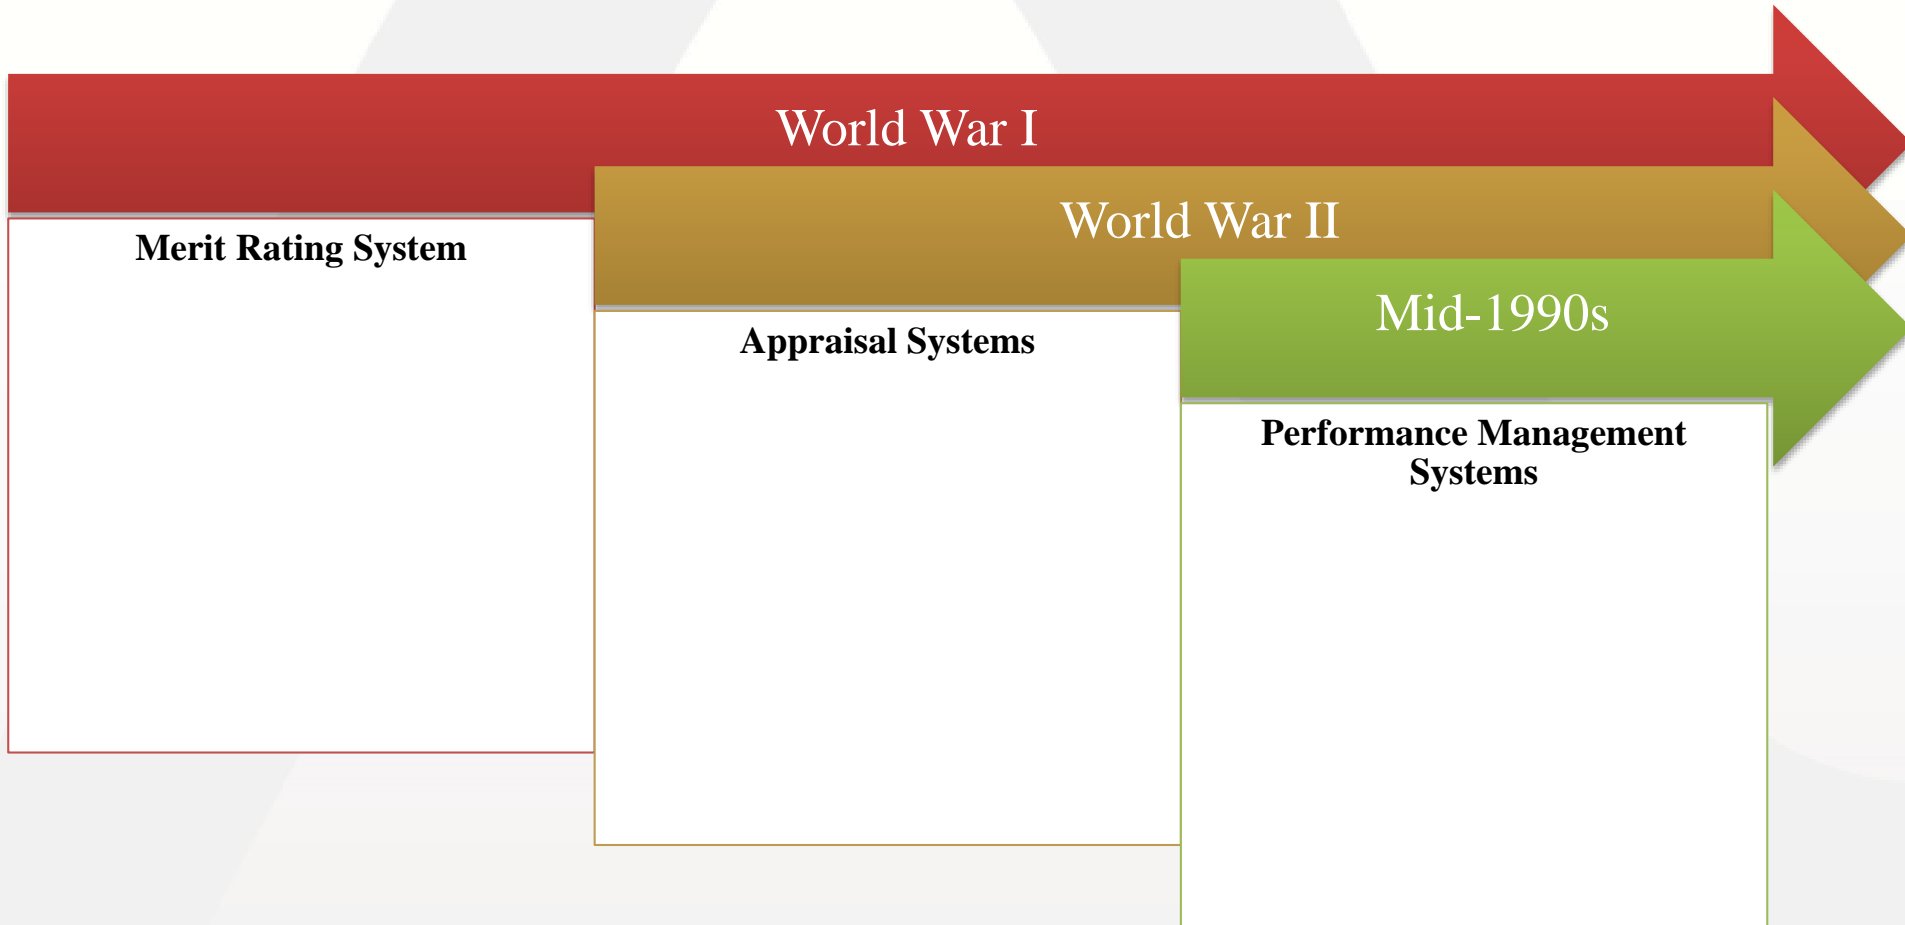 World War I
Merit Rating System
World War II
Appraisal Systems
Mid-1990s
Performance Management
Systems